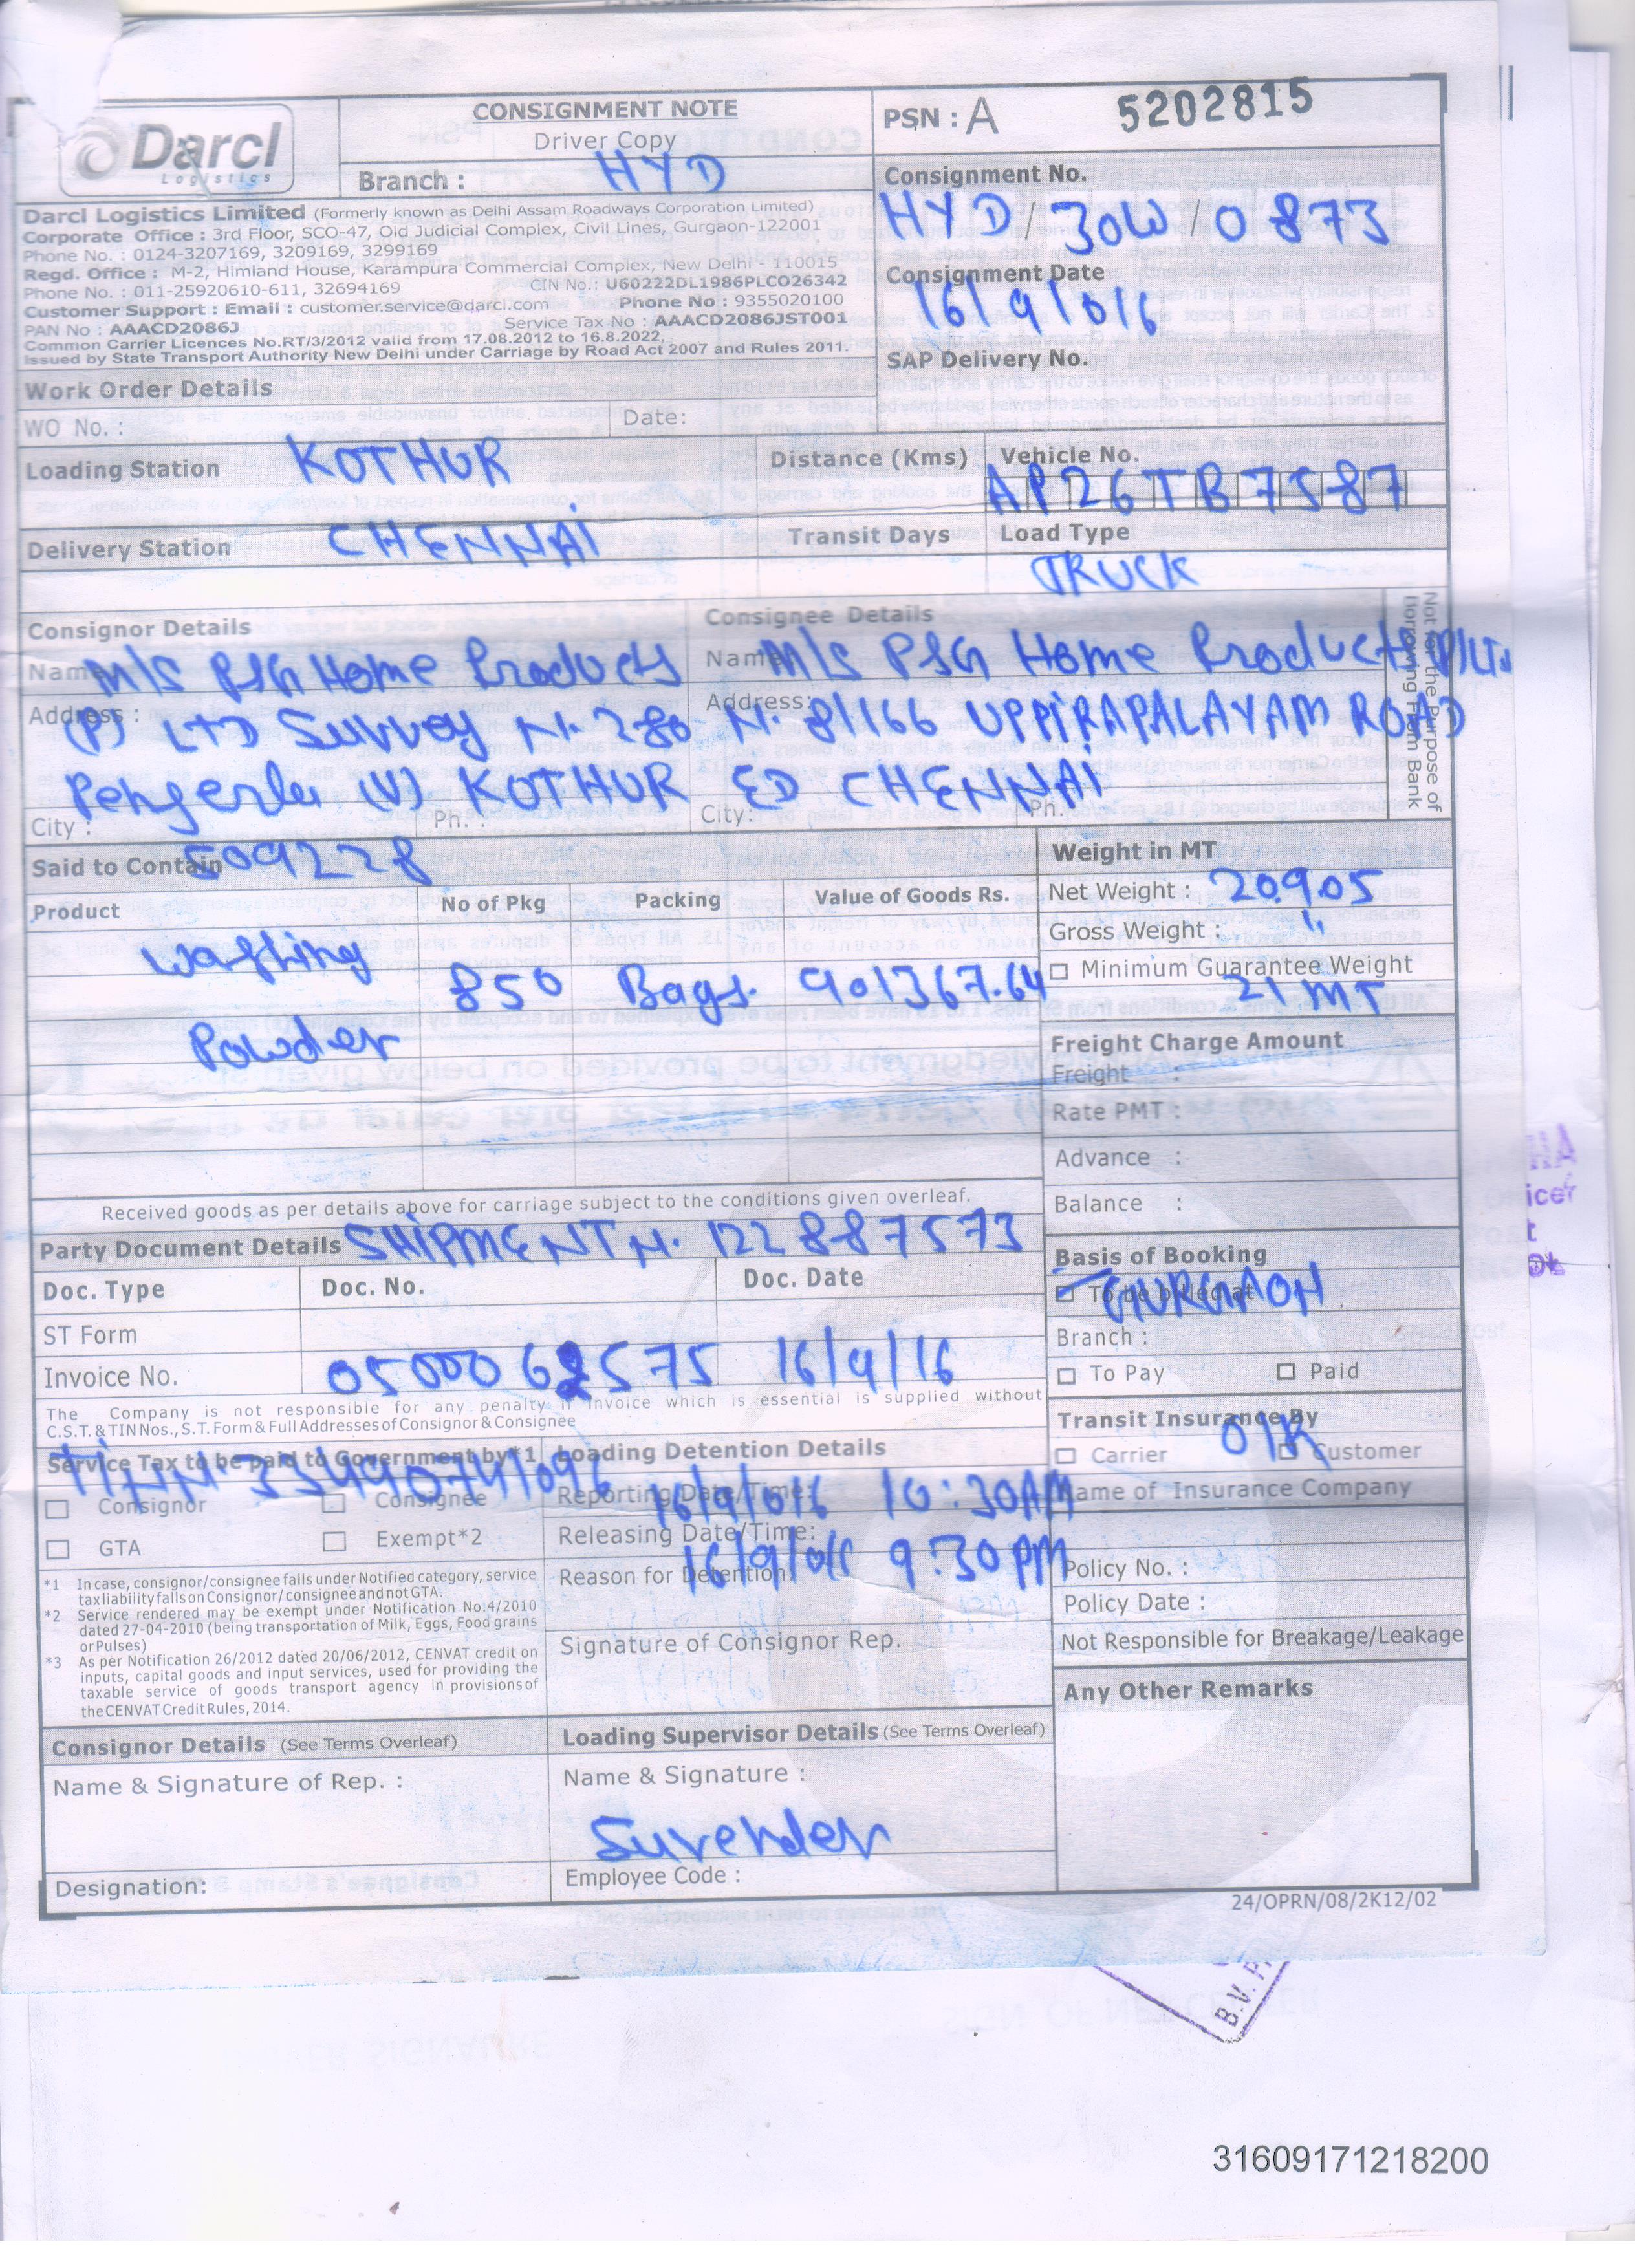 Darcl
Logistics
CONSIGNMENT NOTE
Driver Copy
Branch : HYD
PSN : A 5202815
Consignment No.
HYD/30W/0873
Consignment Date
16/9/016
SAP Delivery No.
Darcl Logistics Limited (Formerly known as Delhi Assam Roadways Corporation Limited)
Corporate Office : 3rd Floor, SCO-47, Old Judicial Complex, Civil Lines, Gurgaon-122001
Phone No. : 0124-3207169, 3209169, 3299169
Regd. Office : M-2, Himland House, Karampura Commercial Complex, New Delhi - 110015
Phone No. : 011-25920610-611, 32694169 CIN No.: U60222DL1986PLC026342
Customer Support : Email : customer.service@darcl.com Phone No : 9355020100
PAN No : AAACD2086J Service Tax No : AAACD2086JST001
Common Carrier Licences No.RT/3/2012 valid from 17.08.2012 to 16.8.2022,
Issued by State Transport Authority New Delhi under Carriage by Road Act 2007 and Rules 2011.
Work Order Details
WO No. : Date:
Loading Station KOTHUR Distance (Kms) Vehicle No.
AP26TB7587
Delivery Station CHENNAI Transit Days Load Type
TRUCK
Consignor Details
Name M/S P&G Home Products
Address : (P) LTD Survey N. 280
(V) KOTHUR
City : Ph. :
509228
Consignee Details
Name M/S P&G Home Product P/LTD
Address: N. 81166 UPPIRAPALAYAM ROAD
ED CHENNAI
City: Ph.
Not for the Purpose of
Borrowing From Bank
Said to Contain
Product No of Pkg Packing Value of Goods Rs.
Washing 850 Bags. 901367.64
Powder
Weight in MT
Net Weight : 20.905
Gross Weight : "
Minimum Guarantee Weight
21 MT
Freight Charge Amount
Freight :
Rate PMT :
Advance :
Balance :
Received goods as per details above for carriage subject to the conditions given overleaf.
Party Document Details SHIPMENT N. 122887573
Doc. Type Doc. No. Doc. Date
ST Form
Invoice No. 0500062575 16/9/16
The Company is not responsible for any penalty if invoice which is essential is supplied without
C.S.T. & TIN Nos., S.T. Form & Full Addresses of Consignor & Consignee
Basis of Booking
To be billed at GURGAON
Branch :
To Pay Paid
Transit Insurance By
O/R
Carrier Customer
Name of Insurance Company
Policy No. :
Policy Date :
Not Responsible for Breakage/Leakage
Any Other Remarks
Service Tax to be paid to Government by*1
TIN N. 33490741096
Consignor Consignee
GTA Exempt*2
Loading Detention Details
Reporting Date/Time: 16/9/016 10:30AM
Releasing Date/Time:
16/9/016 9:30PM
Reason for Detention:
Signature of Consignor Rep.
*1 In case, consignor/consignee falls under Notified category, service
tax liability falls on Consignor/consignee and not GTA.
*2 Service rendered may be exempt under Notification No.4/2010
dated 27-04-2010 (being transportation of Milk, Eggs, Food grains
or Pulses)
*3 As per Notification 26/2012 dated 20/06/2012, CENVAT credit on
inputs, capital goods and input services, used for providing the
taxable service of goods transport agency in provisions of
the CENVAT Credit Rules, 2014.
Consignor Details (See Terms Overleaf)
Name & Signature of Rep. :
Designation:
Loading Supervisor Details (See Terms Overleaf)
Name & Signature :
Surender
Employee Code :
24/OPRN/08/2K12/02
B.V.P.
31609171218200